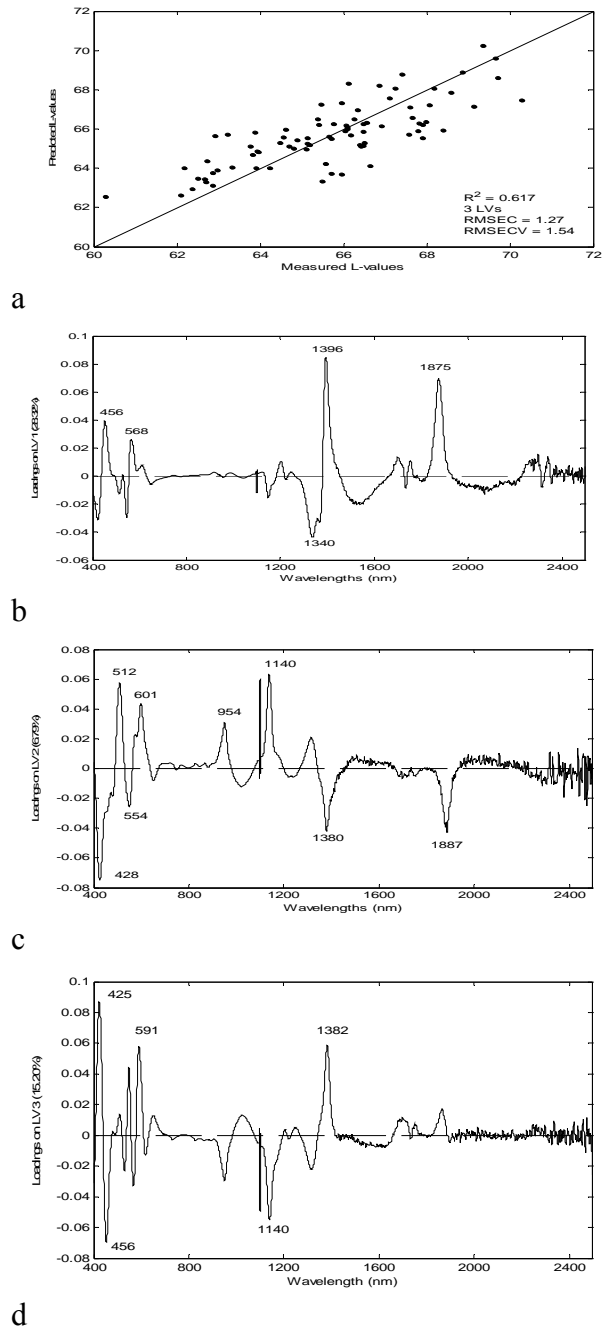 72
70
68
66
64
62
60
Predicted L-values
R² = 0.617
3 LVs
RMSEC = 1.27
RMSECV = 1.54
60 62 64 66 68 70 72
Measured L-values
a
0.1
0.08
0.06
0.04
0.02
0
-0.02
-0.04
-0.06
1396
1875
456
568
1340
400 800 1200 1600 2000 2400
Wavelengths (nm)
b
0.08
0.06
0.04
0.02
0
-0.02
-0.04
-0.06
-0.08
512
601
954
1140
554
428
1380
1887
400 800 1200 1600 2000 2400
Wavelengths (nm)
c
0.1
0.08
0.06
0.04
0.02
0
-0.02
-0.04
-0.06
-0.08
Loadings on LV 3 (15.20%)
425
591
1382
456
1140
400 800 1200 1600 2000 2400
Wavelength (nm)
d